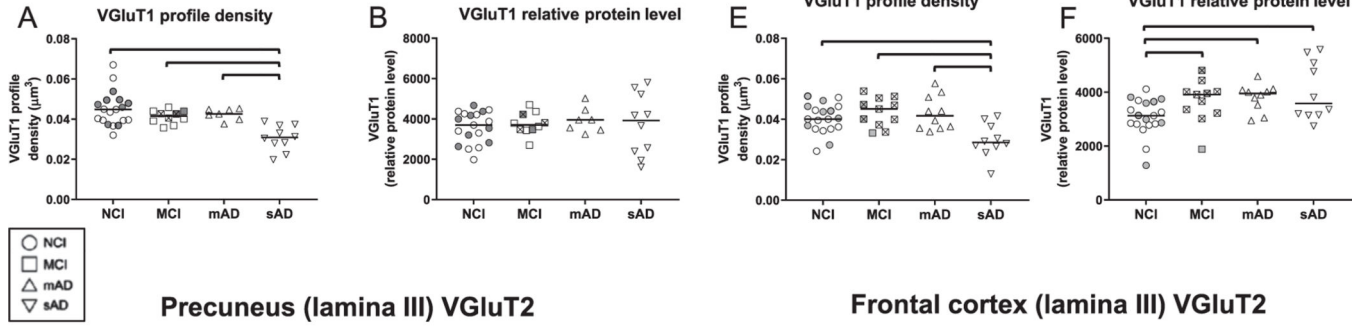 A
VGluT1 profile density
VGluT1 profile
density (μm³)
0.08
0.06
0.04
0.02
0.00
NCI MCI mAD sAD
B
VGluT1 relative protein level
VGluT1
(relative protein level)
8000
6000
4000
2000
0
NCI MCI mAD sAD
E
VGluT1 profile density
VGluT1 profile
density (μm³)
0.08
0.06
0.04
0.02
0.00
NCI MCI mAD sAD
F
VGluT1 relative protein level
VGluT1
(relative protein level)
6000
4000
2000
0
NCI MCI mAD sAD
NCI
MCI
mAD
sAD
Precuneus (lamina III) VGluT2
Frontal cortex (lamina III) VGluT2